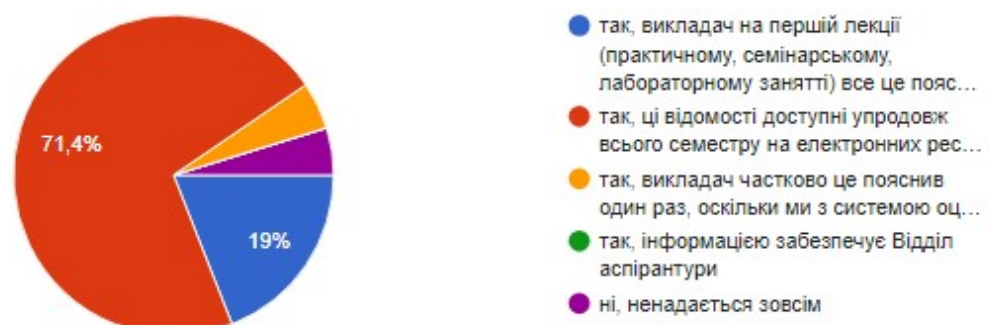 71,4%
19%
так, викладач на першій лекції
(практичному, семінарському,
лабораторному занятті) все це пояс…
так, ці відомості доступні упродовж
всього семестру на електронних рес…
так, викладач частково це пояснив
один раз, оскільки ми з системою оц…
так, інформацією забезпечує Відділ
аспірантури
ні, ненадається зовсім